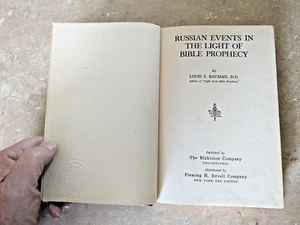 RUSSIAN EVENTS IN
THE LIGHT OF
BIBLE PROPHECY
By
LOUIS S. BAUMAN, D.D.
Author of "Light from Bible Prophecy"
Published by
The Blakiston Company
PHILADELPHIA
Distributed by
Fleming H. Revell Company
NEW YORK AND LONDON